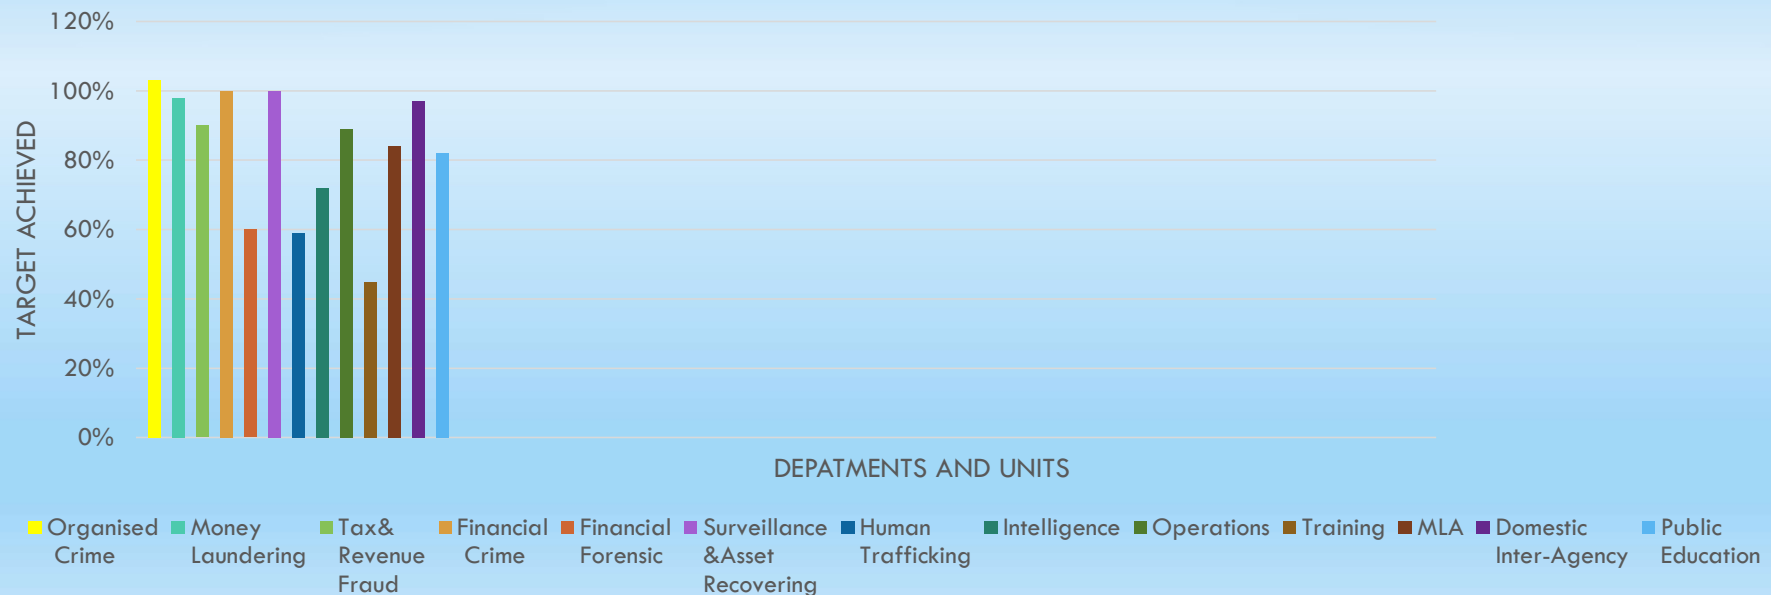 120%
100%
80%
60%
40%
20%
0%
TARGET ACHIEVED
DEPATMENTS AND UNITS
Organised
Crime
Money
Laundering
Tax&
Revenue
Fraud
Financial
Crime
Financial
Forensic
Surveillance
&Asset
Recovering
Human
Trafficking
Intelligence
Operations
Training
MLA
Domestic
Inter-Agency
Public
Education